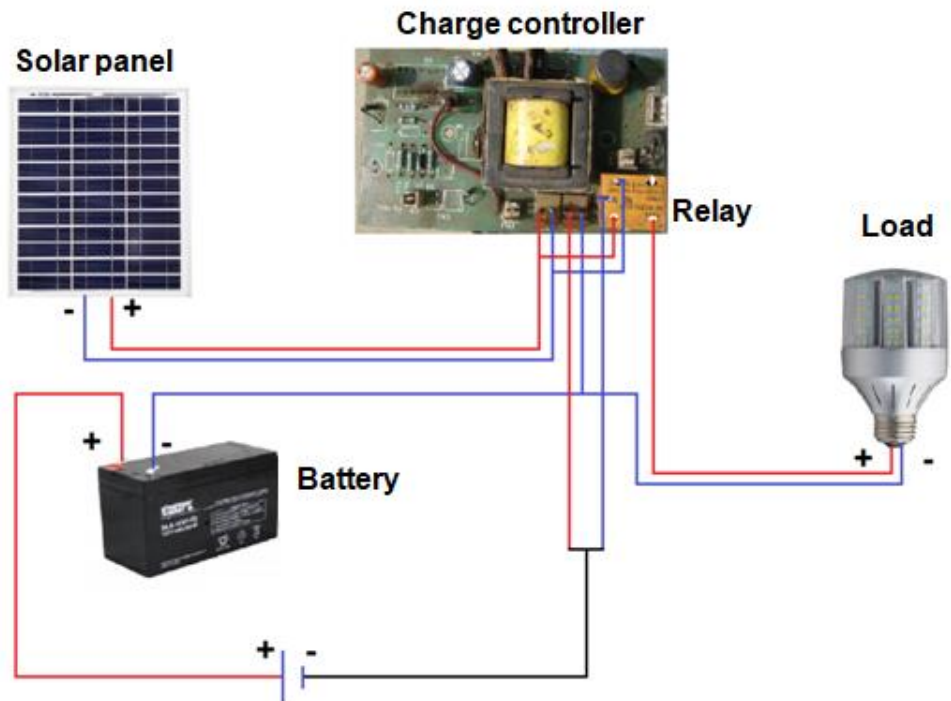 Charge controller
Solar panel
Relay
Load
- +
+ -
Battery
+ -
+ -